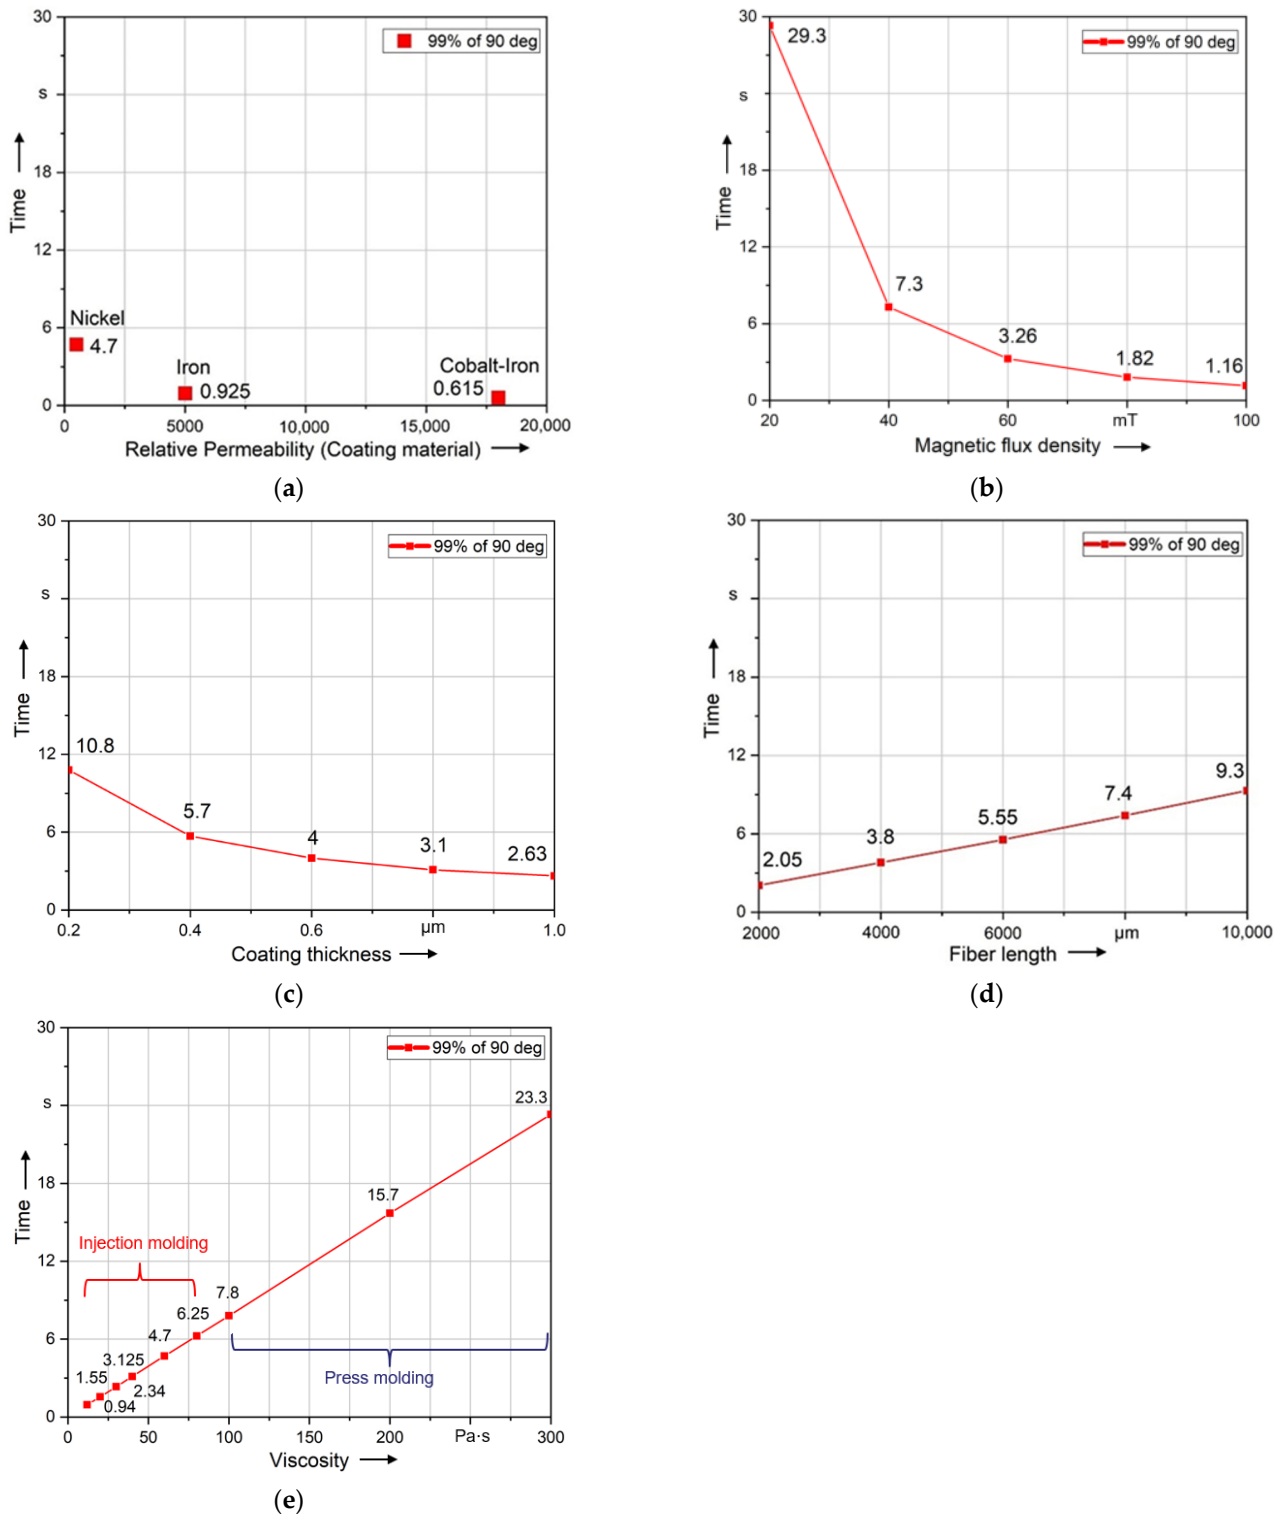 30
99% of 90 deg
s
18
12
6
0
Time
Nickel
4.7
Iron
0.925
Cobalt-Iron
0.615
0 5000 10,000 15,000 20,000
Relative Permeability (Coating material)
(a)
30
99% of 90 deg
29.3
s
18
12
6
0
Time
7.3
3.26
1.82
1.16
20 40 60 mT 100
Magnetic flux density
(b)
30
99% of 90 deg
s
18
12
6
0
Time
10.8
5.7
4
3.1
2.63
0.2 0.4 0.6 µm 1.0
Coating thickness
(c)
30
99% of 90 deg
s
18
12
6
0
Time
2.05
3.8
5.55
7.4
9.3
2000 4000 6000 µm 10,000
Fiber length
(d)
30
99% of 90 deg
s
18
12
6
0
Time
23.3
15.7
Injection molding
7.8
6.25
4.7
3.125
1.55
2.34
0.94
Press molding
0 50 100 150 200 Pa·s 300
Viscosity
(e)